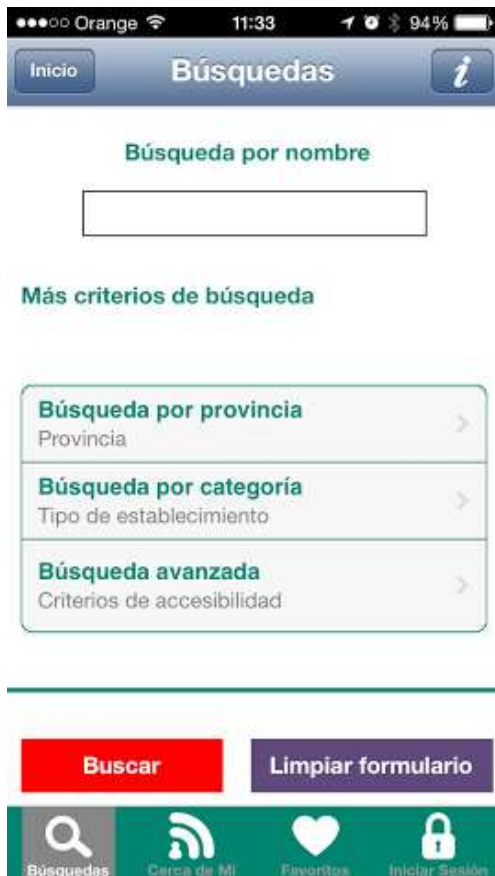 Orange 11:33 94%
Inicio Búsquedas i
Búsqueda por nombre
Más criterios de búsqueda
Búsqueda por provincia
Provincia
Búsqueda por categoría
Tipo de establecimiento
Búsqueda avanzada
Criterios de accesibilidad
Buscar Limpiar formulario
Búsquedas Cerca de Mi Favoritos Iniciar Sesión